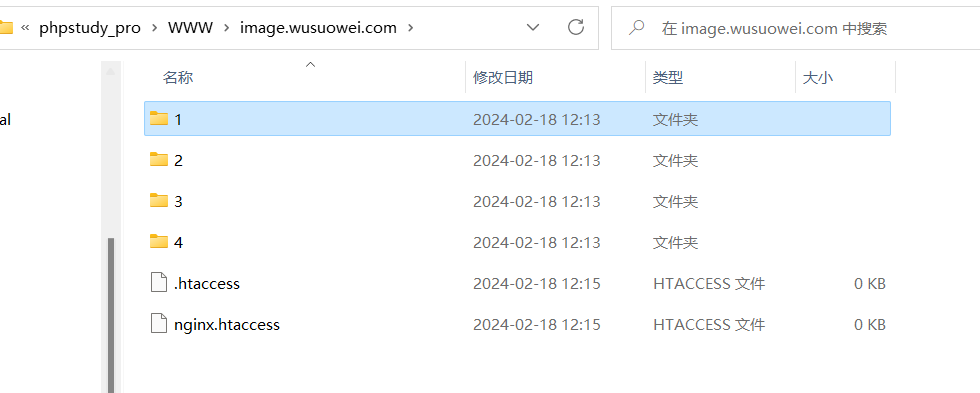 « phpstudy_pro › WWW › image.wusuowei.com › 在 image.wusuowei.com 中搜索
名称 修改日期 类型 大小
al
1 2024-02-18 12:13 文件夹
2 2024-02-18 12:13 文件夹
3 2024-02-18 12:13 文件夹
4 2024-02-18 12:13 文件夹
.htaccess 2024-02-18 12:15 HTACCESS 文件 0 KB
nginx.htaccess 2024-02-18 12:15 HTACCESS 文件 0 KB